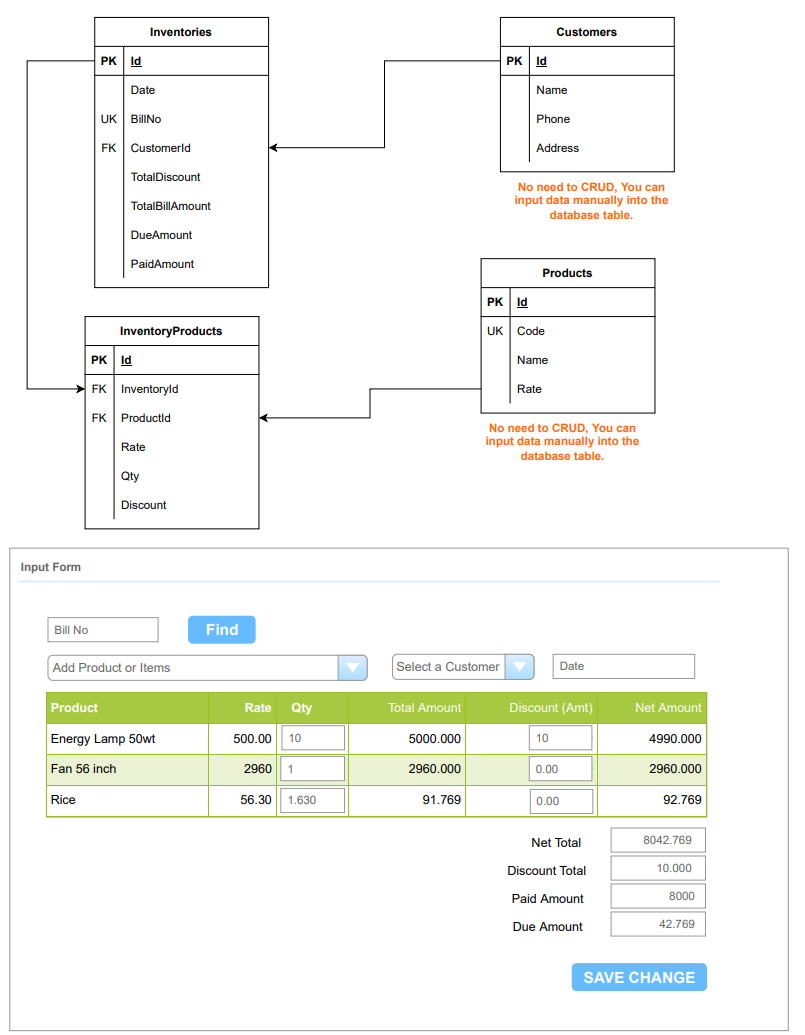 Inventories
PK Id
Date
UK BillNo
FK CustomerId
TotalDiscount
TotalBillAmount
DueAmount
PaidAmount
Customers
PK Id
Name
Phone
Address
No need to CRUD, You can
input data manually into the
database table.
InventoryProducts
PK Id
FK InventoryId
FK ProductId
Rate
Qty
Discount
Products
PK Id
UK Code
Name
Rate
No need to CRUD, You can
input data manually into the
database table.
Input Form
Bill No Find
Add Product or Items Select a Customer Date
Product Rate Qty Total Amount Discount (Amt) Net Amount
Energy Lamp 50wt 500.00 10 5000.000 10 4990.000
Fan 56 inch 2960 1 2960.000 0.00 2960.000
Rice 56.30 1.630 91.769 0.00 92.769
Net Total 8042.769
Discount Total 10.000
Paid Amount 8000
Due Amount 42.769
SAVE CHANGE